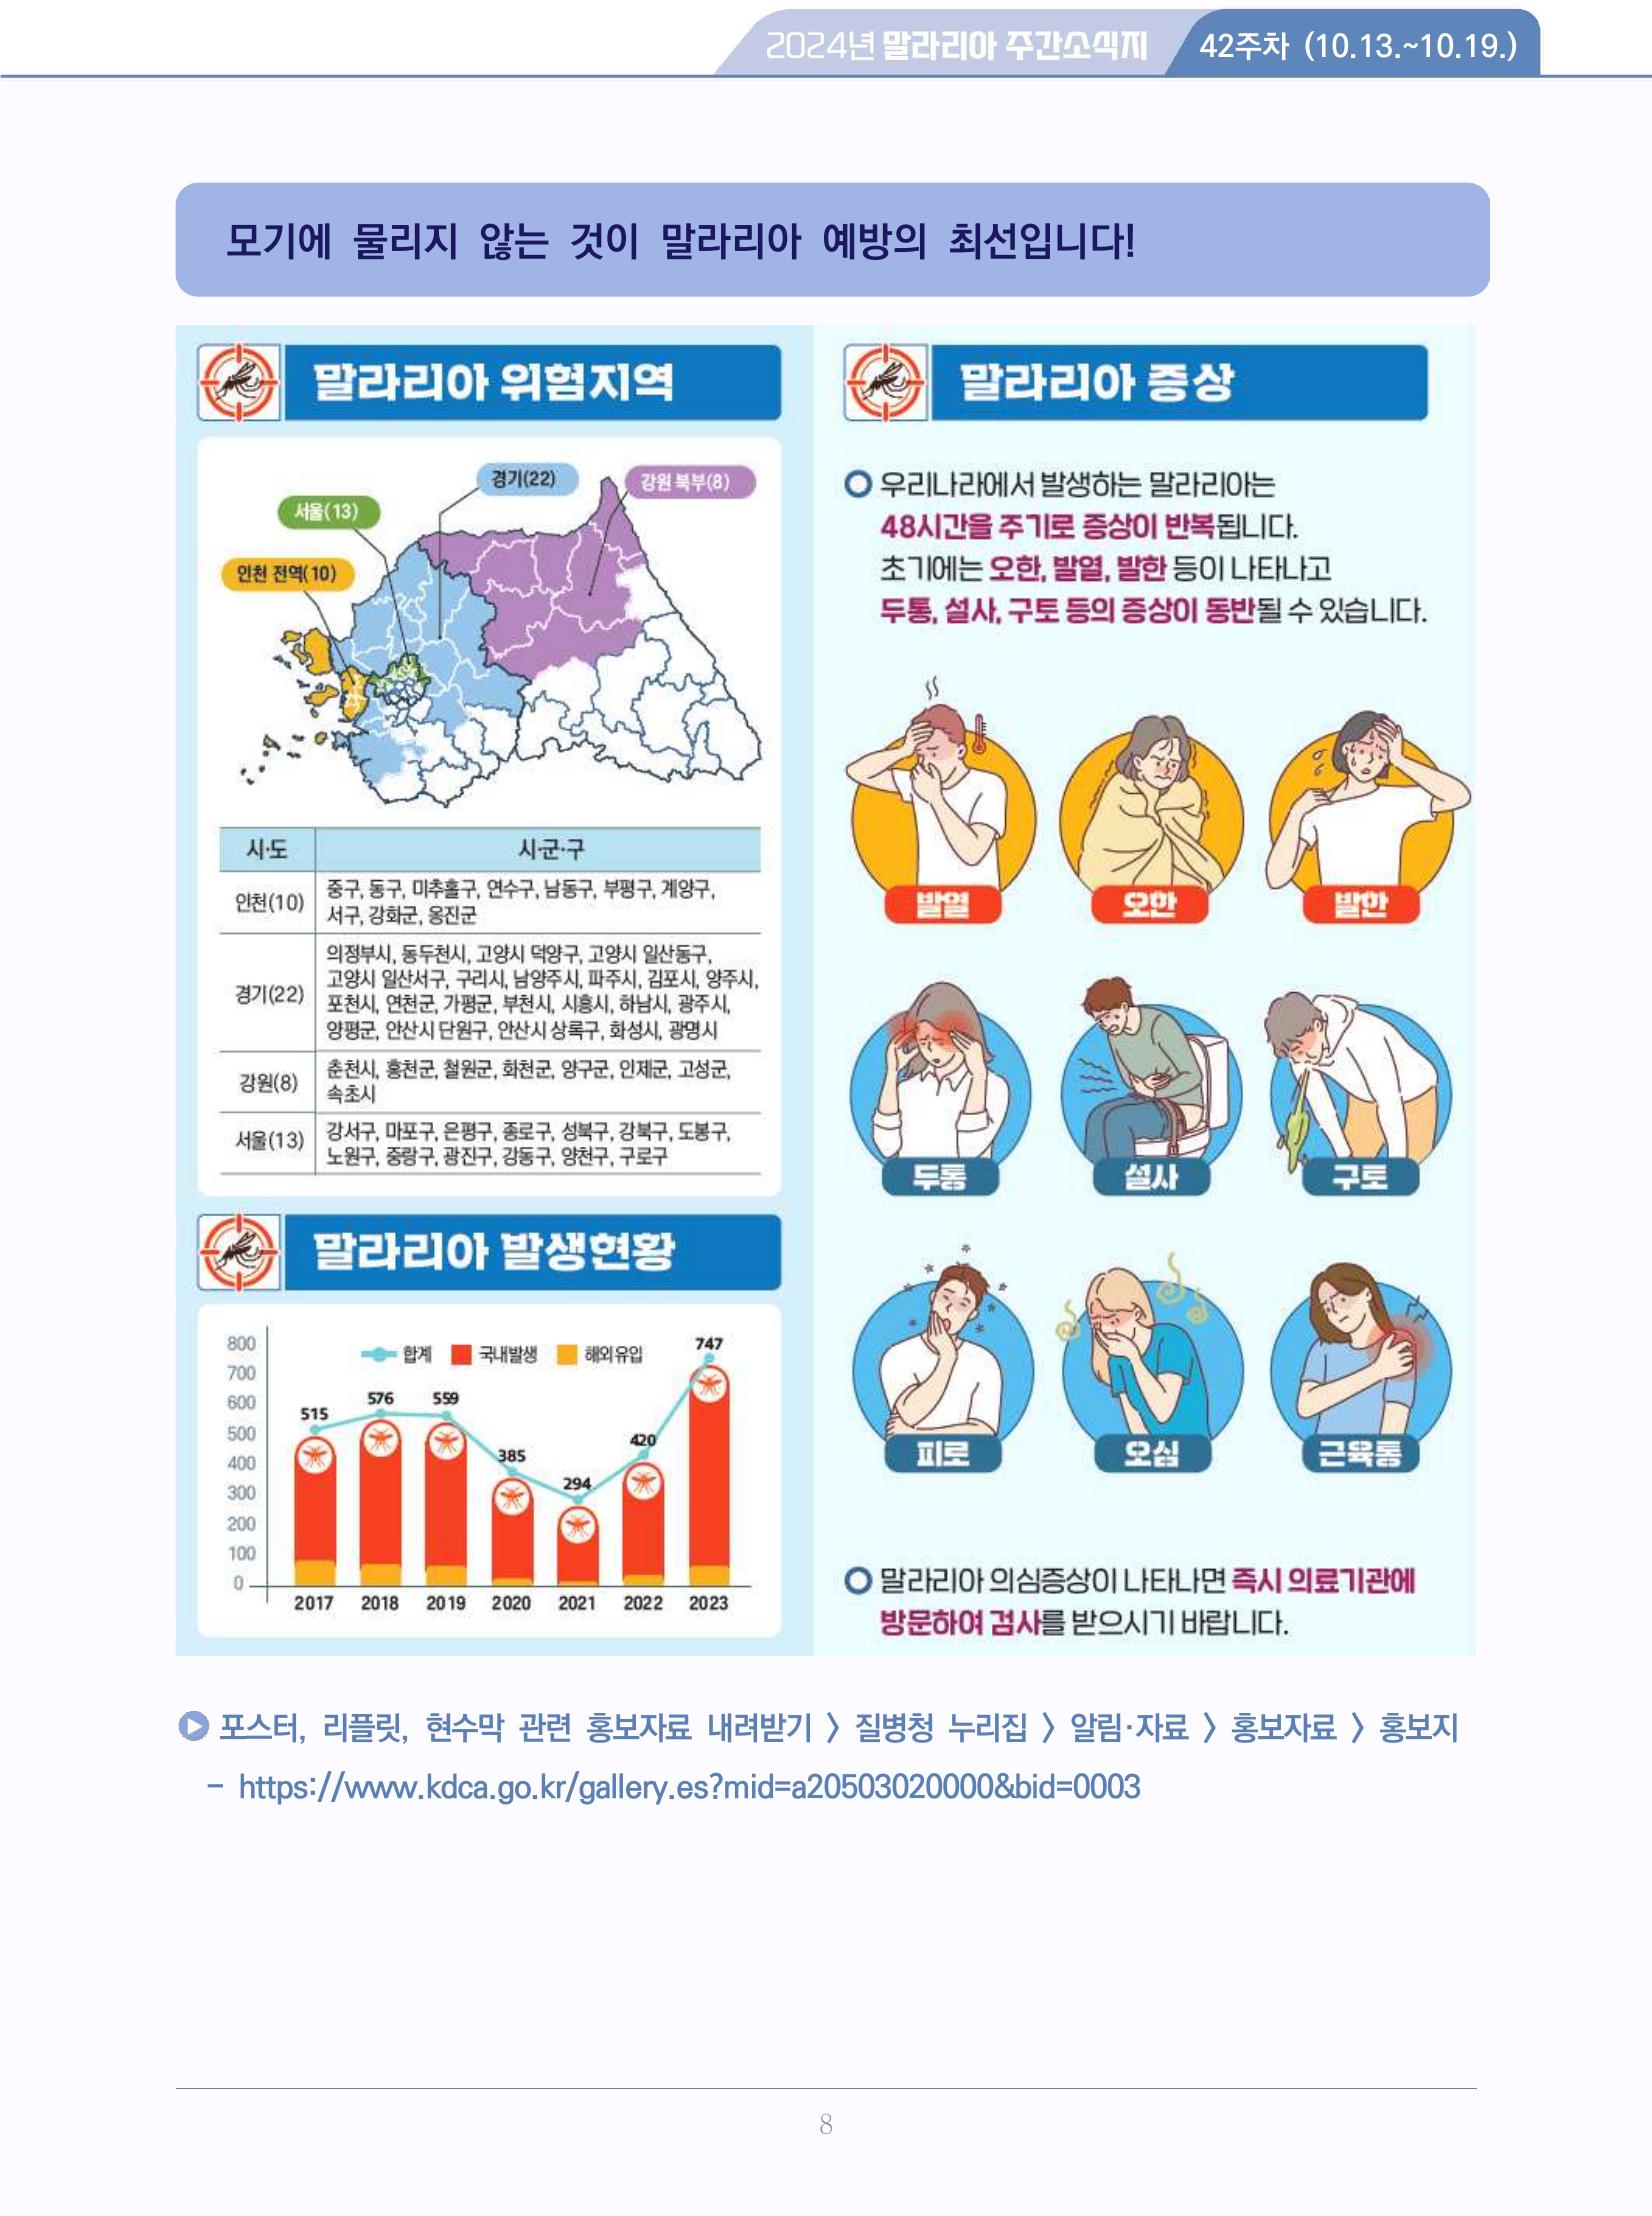 2024년 말라리아 주간소식지 42주차 (10.13.~10.19.)
모기에 물리지 않는 것이 말라리아 예방의 최선입니다!
말라리아 위험지역
경기(22)
강원 북부(8)
서울(13)
인천 전역(10)
시·도 시·군·구
인천(10) 중구, 동구, 미추홀구, 연수구, 남동구, 부평구, 계양구,
서구, 강화군, 옹진군
경기(22) 의정부시, 동두천시, 고양시 덕양구, 고양시 일산동구,
고양시 일산서구, 구리시, 남양주시, 파주시, 김포시, 양주시,
포천시, 연천군, 가평군, 부천시, 시흥시, 하남시, 광주시,
양평군, 안산시 단원구, 안산시 상록구, 화성시, 광명시
강원(8) 춘천시, 홍천군, 철원군, 화천군, 양구군, 인제군, 고성군,
속초시
서울(13) 강서구, 마포구, 은평구, 종로구, 성북구, 강북구, 도봉구,
노원구, 중랑구, 광진구, 강동구, 양천구, 구로구
말라리아 발생현황
합계 국내발생 해외유입
800
700
600
500
400
300
200
100
0
515
576
559
385
294
420
747
2017 2018 2019 2020 2021 2022 2023
말라리아 증상
우리나라에서 발생하는 말라리아는
48시간을 주기로 증상이 반복됩니다.
초기에는 오한, 발열, 발한 등이 나타나고
두통, 설사, 구토 등의 증상이 동반될 수 있습니다.
발열 오한 발한
두통 설사 구토
피로 오심 근육통
말라리아 의심증상이 나타나면 즉시 의료기관에
방문하여 검사를 받으시기 바랍니다.
포스터, 리플릿, 현수막 관련 홍보자료 내려받기 > 질병청 누리집 > 알림·자료 > 홍보자료 > 홍보지
- https://www.kdca.go.kr/gallery.es?mid=a20503020000&bid=0003
8